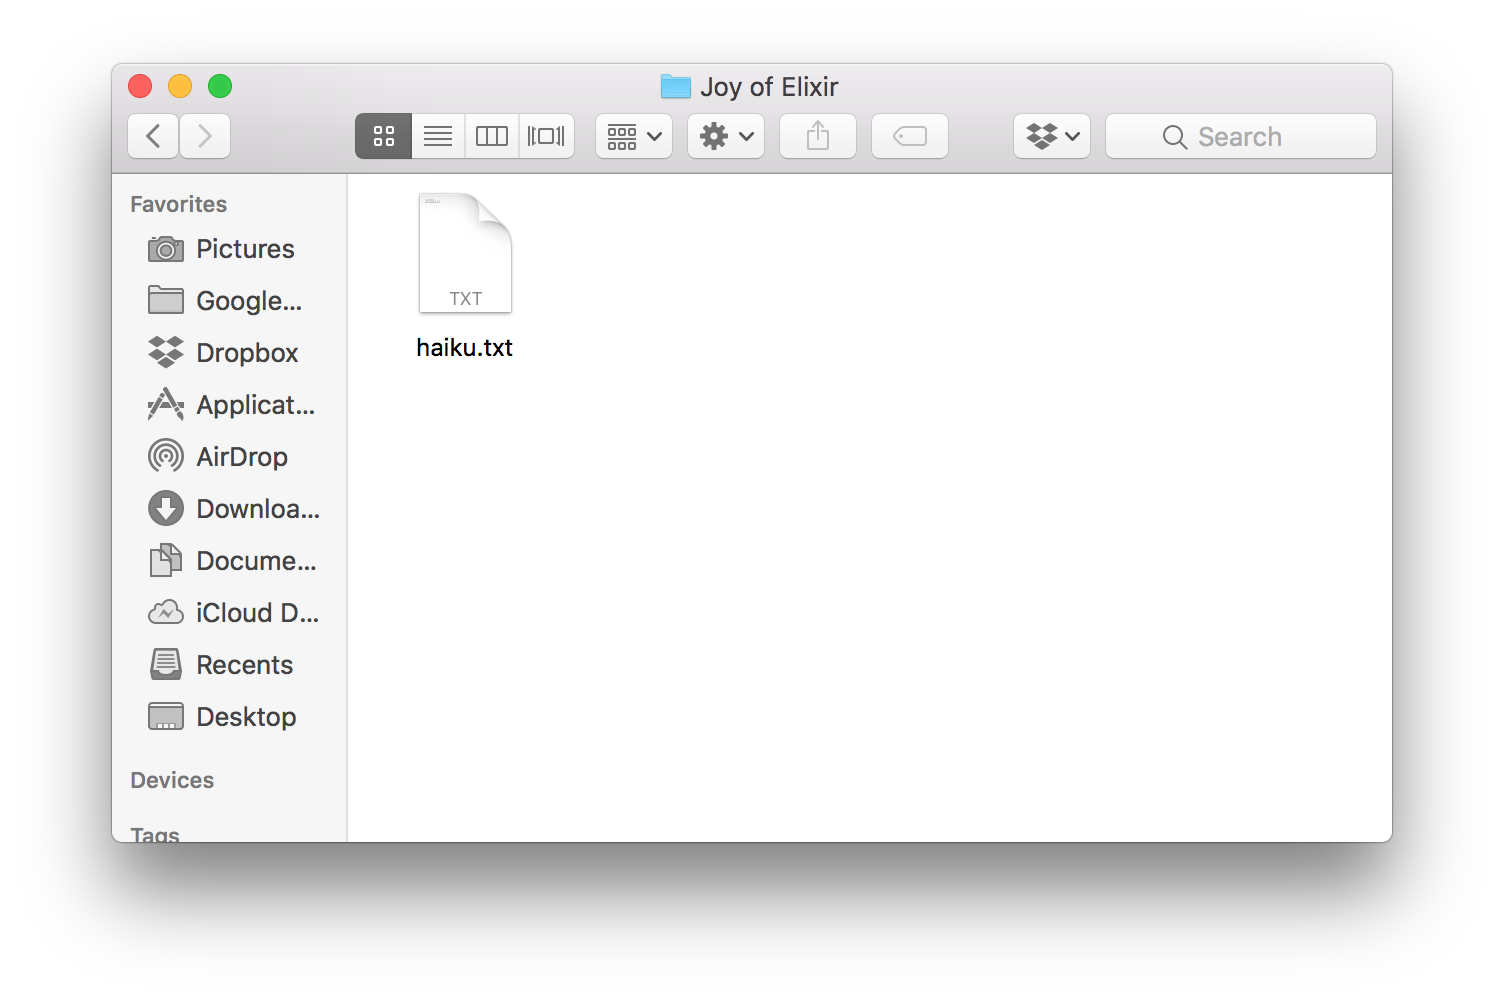 Joy of Elixir
Search
Favorites
Pictures
Google...
Dropbox
Applicat...
AirDrop
Downloa...
Docume...
iCloud D...
Recents
Desktop
Devices
Tags
TXT
haiku.txt